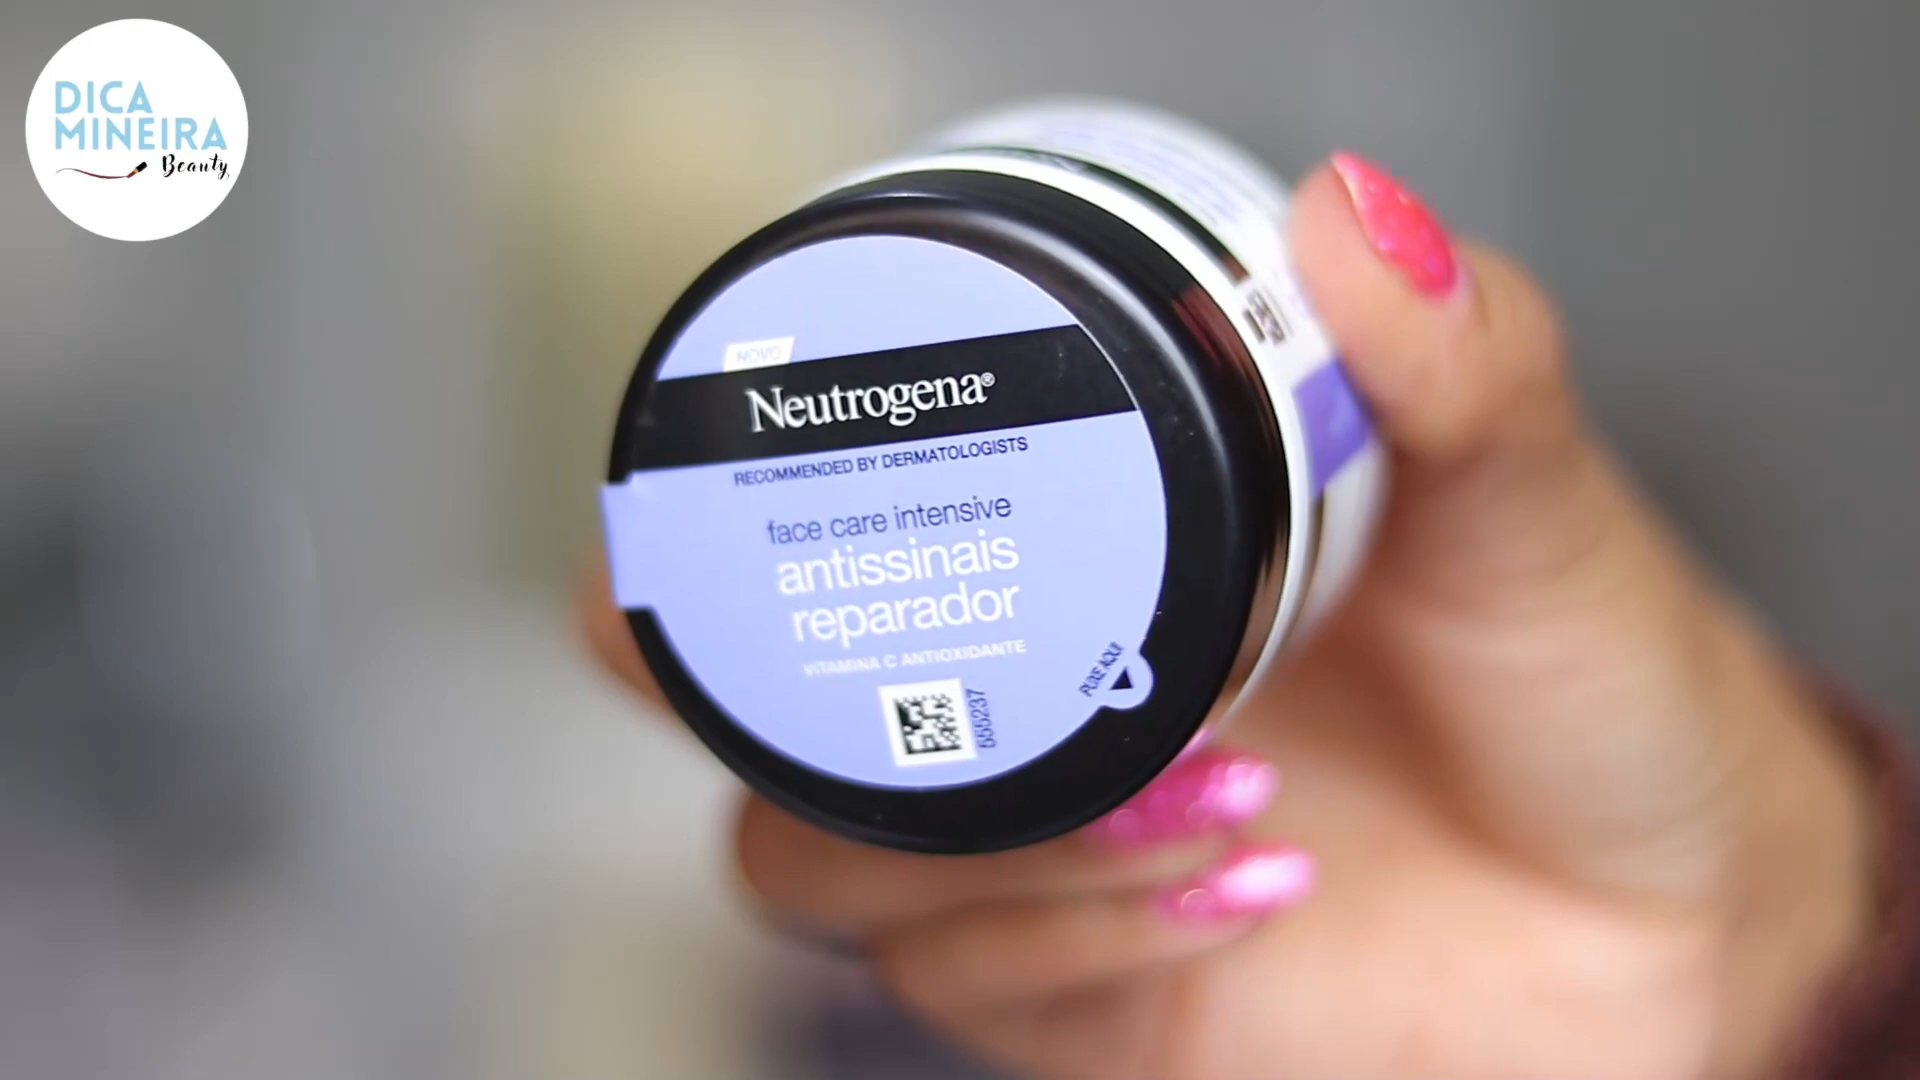 DICA
MINEIRA
Beauty
NOVO
Neutrogena®
RECOMMENDED BY DERMATOLOGISTS
face care intensive
antissinais
reparador
VITAMINA C ANTIOXIDANTE
PUXE AQUI
555237